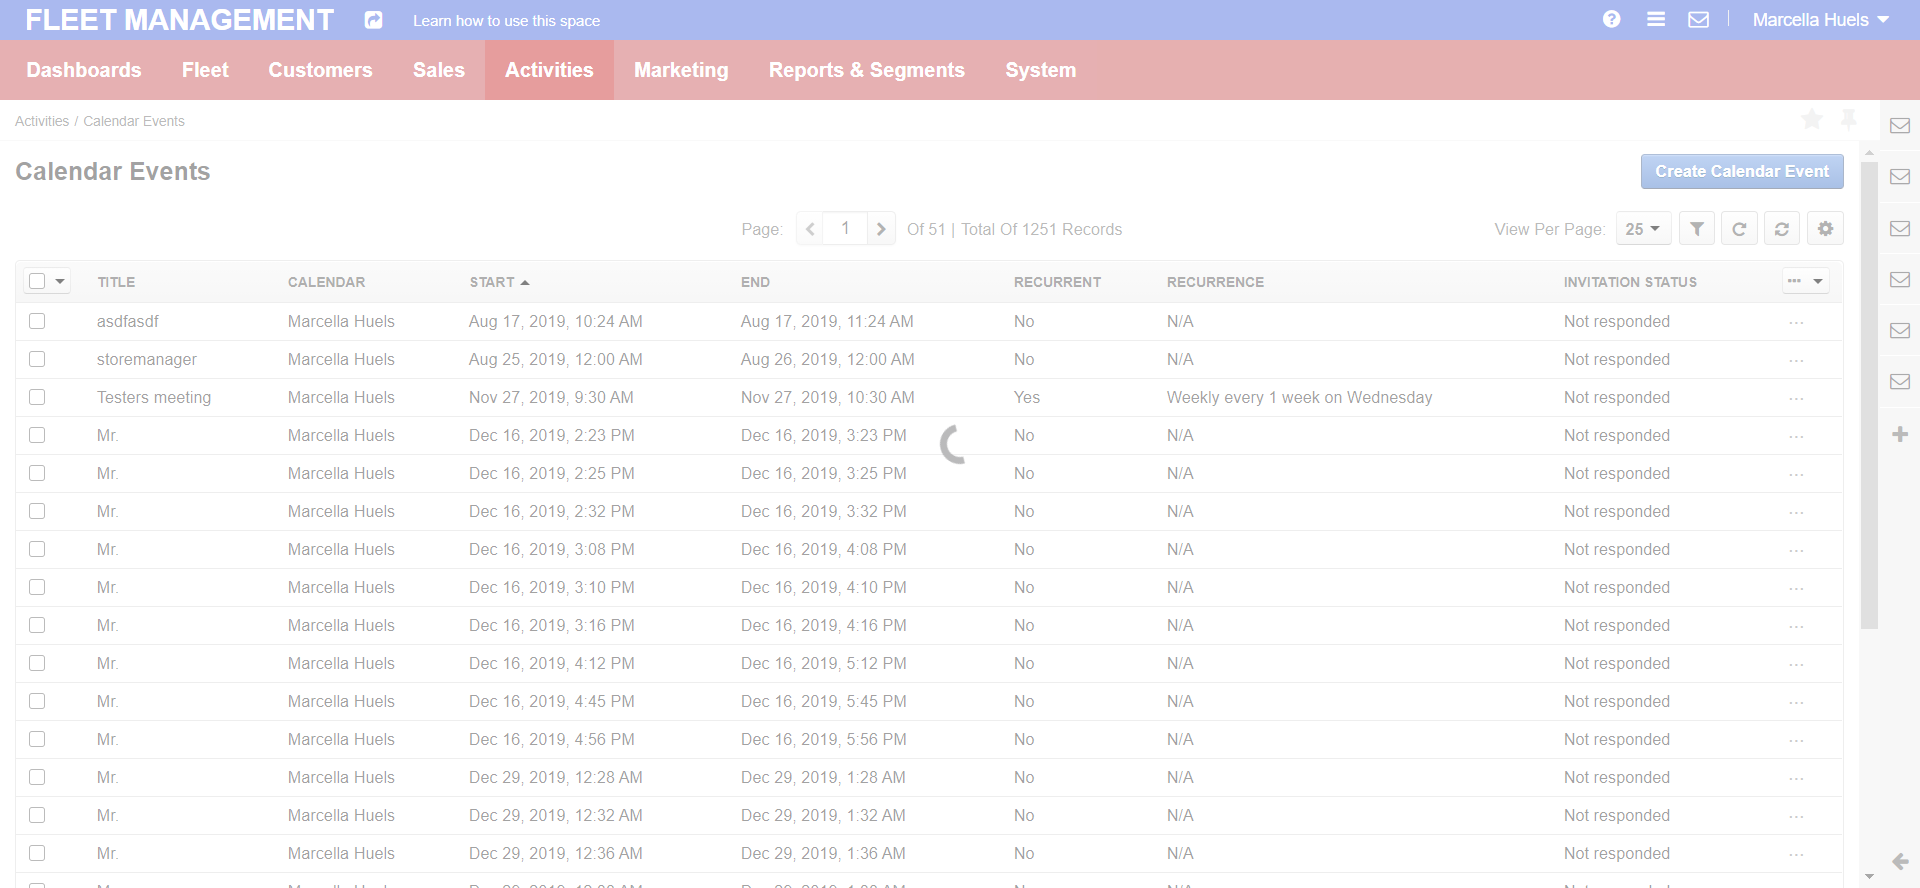 FLEET MANAGEMENT Learn how to use this space Marcella Huels
Dashboards Fleet Customers Sales Activities Marketing Reports & Segments System
Activities / Calendar Events
Calendar Events Create Calendar Event
Page: 1 Of 51 | Total Of 1251 Records View Per Page: 25
TITLE CALENDAR START END RECURRENT RECURRENCE INVITATION STATUS
asdfasdf Marcella Huels Aug 17, 2019, 10:24 AM Aug 17, 2019, 11:24 AM No N/A Not responded
storemanager Marcella Huels Aug 25, 2019, 12:00 AM Aug 26, 2019, 12:00 AM No N/A Not responded
Testers meeting Marcella Huels Nov 27, 2019, 9:30 AM Nov 27, 2019, 10:30 AM Yes Weekly every 1 week on Wednesday Not responded
Mr. Marcella Huels Dec 16, 2019, 2:23 PM Dec 16, 2019, 3:23 PM No N/A Not responded
Mr. Marcella Huels Dec 16, 2019, 2:25 PM Dec 16, 2019, 3:25 PM No N/A Not responded
Mr. Marcella Huels Dec 16, 2019, 2:32 PM Dec 16, 2019, 3:32 PM No N/A Not responded
Mr. Marcella Huels Dec 16, 2019, 3:08 PM Dec 16, 2019, 4:08 PM No N/A Not responded
Mr. Marcella Huels Dec 16, 2019, 3:10 PM Dec 16, 2019, 4:10 PM No N/A Not responded
Mr. Marcella Huels Dec 16, 2019, 3:16 PM Dec 16, 2019, 4:16 PM No N/A Not responded
Mr. Marcella Huels Dec 16, 2019, 4:12 PM Dec 16, 2019, 5:12 PM No N/A Not responded
Mr. Marcella Huels Dec 16, 2019, 4:45 PM Dec 16, 2019, 5:45 PM No N/A Not responded
Mr. Marcella Huels Dec 16, 2019, 4:56 PM Dec 16, 2019, 5:56 PM No N/A Not responded
Mr. Marcella Huels Dec 29, 2019, 12:28 AM Dec 29, 2019, 1:28 AM No N/A Not responded
Mr. Marcella Huels Dec 29, 2019, 12:32 AM Dec 29, 2019, 1:32 AM No N/A Not responded
Mr. Marcella Huels Dec 29, 2019, 12:36 AM Dec 29, 2019, 1:36 AM No N/A Not responded